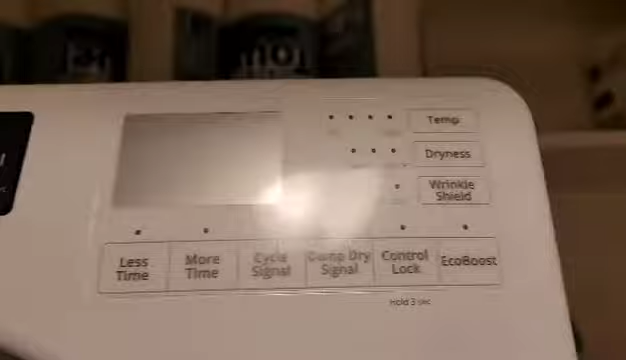 Temp
Dryness
Wrinkle
Shield
Less
Time
More
Time
Cycle
Signal
Damp Dry
Signal
Control
Lock
EcoBoost
Hold 3 sec